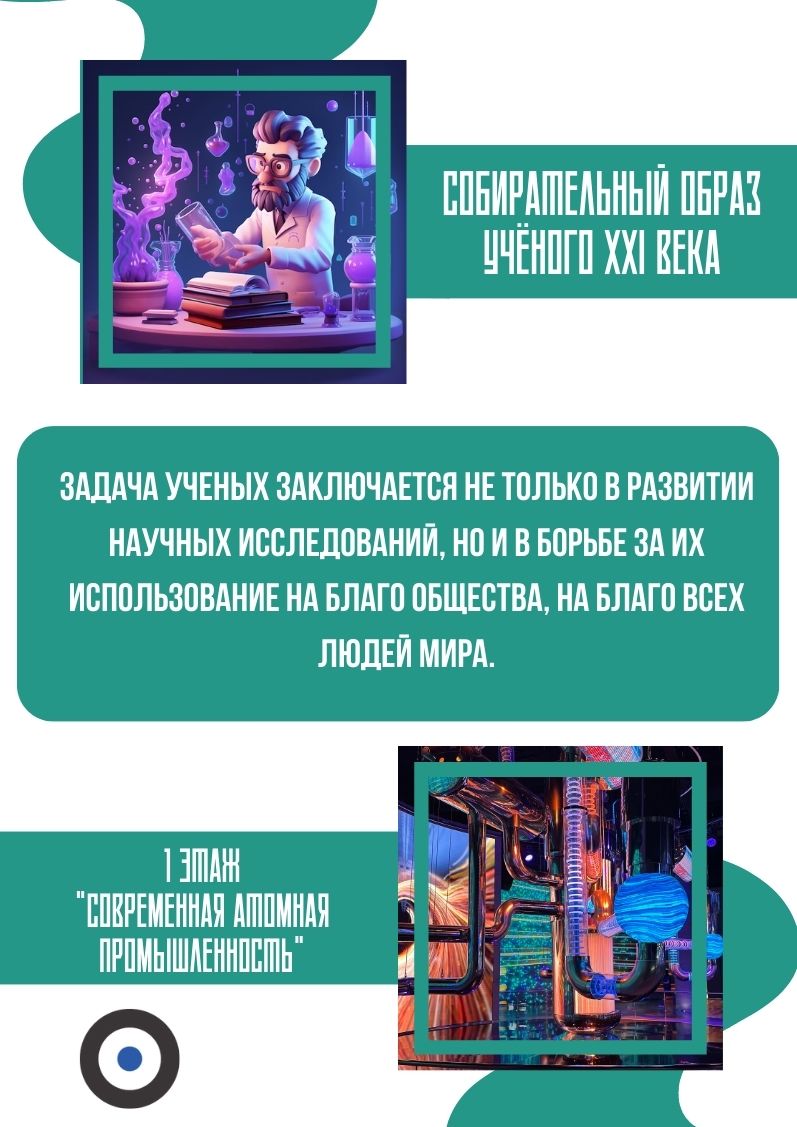 СОБИРАТЕЛЬНЫЙ ОБРАЗ
УЧЁНОГО XXI ВЕКА
ЗАДАЧА УЧЕНЫХ ЗАКЛЮЧАЕТСЯ НЕ ТОЛЬКО В РАЗВИТИИ
НАУЧНЫХ ИССЛЕДОВАНИЙ, НО И В БОРЬБЕ ЗА ИХ
ИСПОЛЬЗОВАНИЕ НА БЛАГО ОБЩЕСТВА, НА БЛАГО ВСЕХ
ЛЮДЕЙ МИРА.
1 ЭТАЖ
"СОВРЕМЕННАЯ АТОМНАЯ
ПРОМЫШЛЕННОСТЬ"